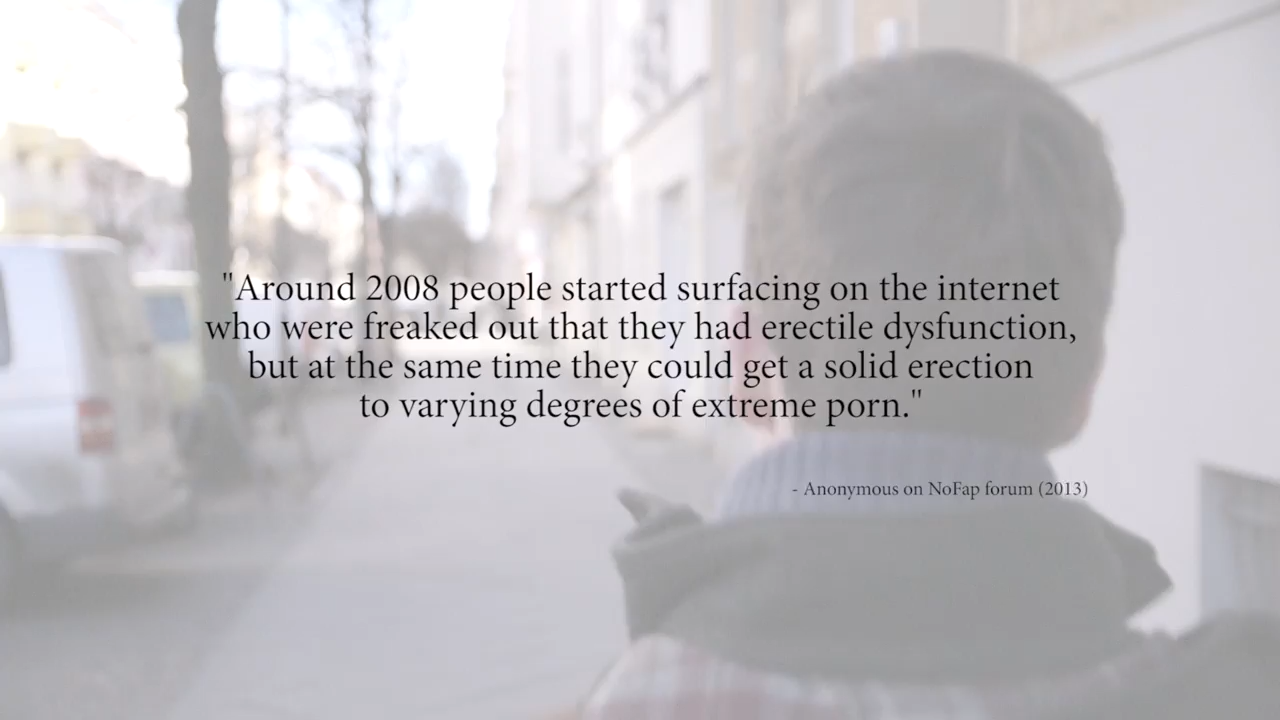 "Around 2008 people started surfacing on the internet
who were freaked out that they had erectile dysfunction,
but at the same time they could get a solid erection
to varying degrees of extreme porn."
- Anonymous on NoFap forum (2013)